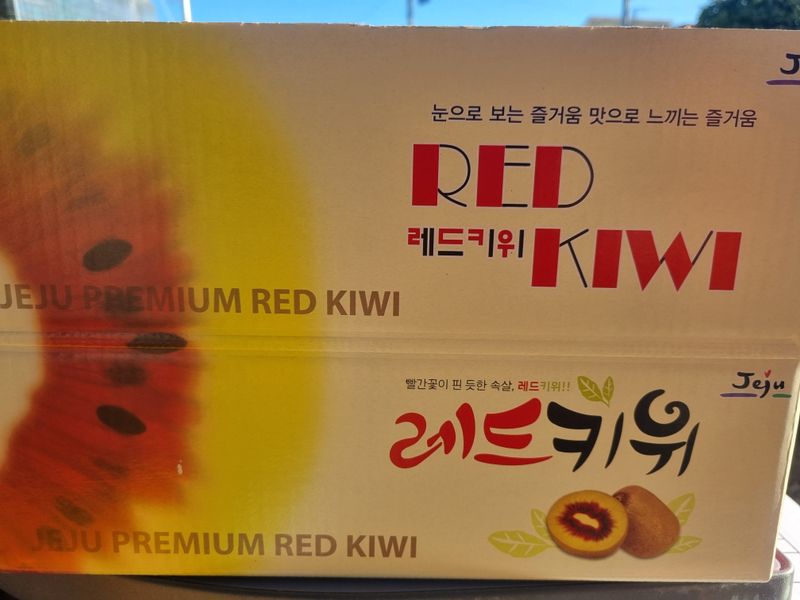 눈으로 보는 즐거움 맛으로 느끼는 즐거움
RED
레드키위 KIWI
JEJU PREMIUM RED KIWI
빨간꽃이 핀 듯한 속살, 레드키위!!
Jeju
레드키위
JEJU PREMIUM RED KIWI